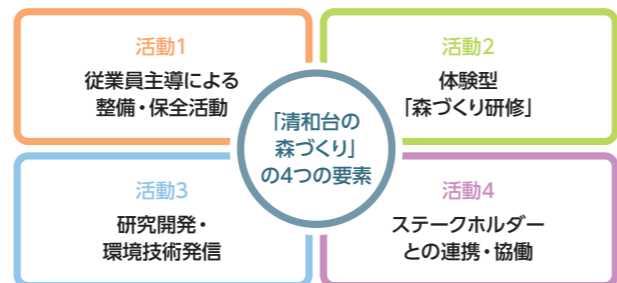 活動1
従業員主導による
整備・保全活動
活動2
体験型
「森づくり研修」
「清和台の
森づくり」
の4つの要素
活動3
研究開発・
環境技術発信
活動4
ステークホルダー
との連携・協働